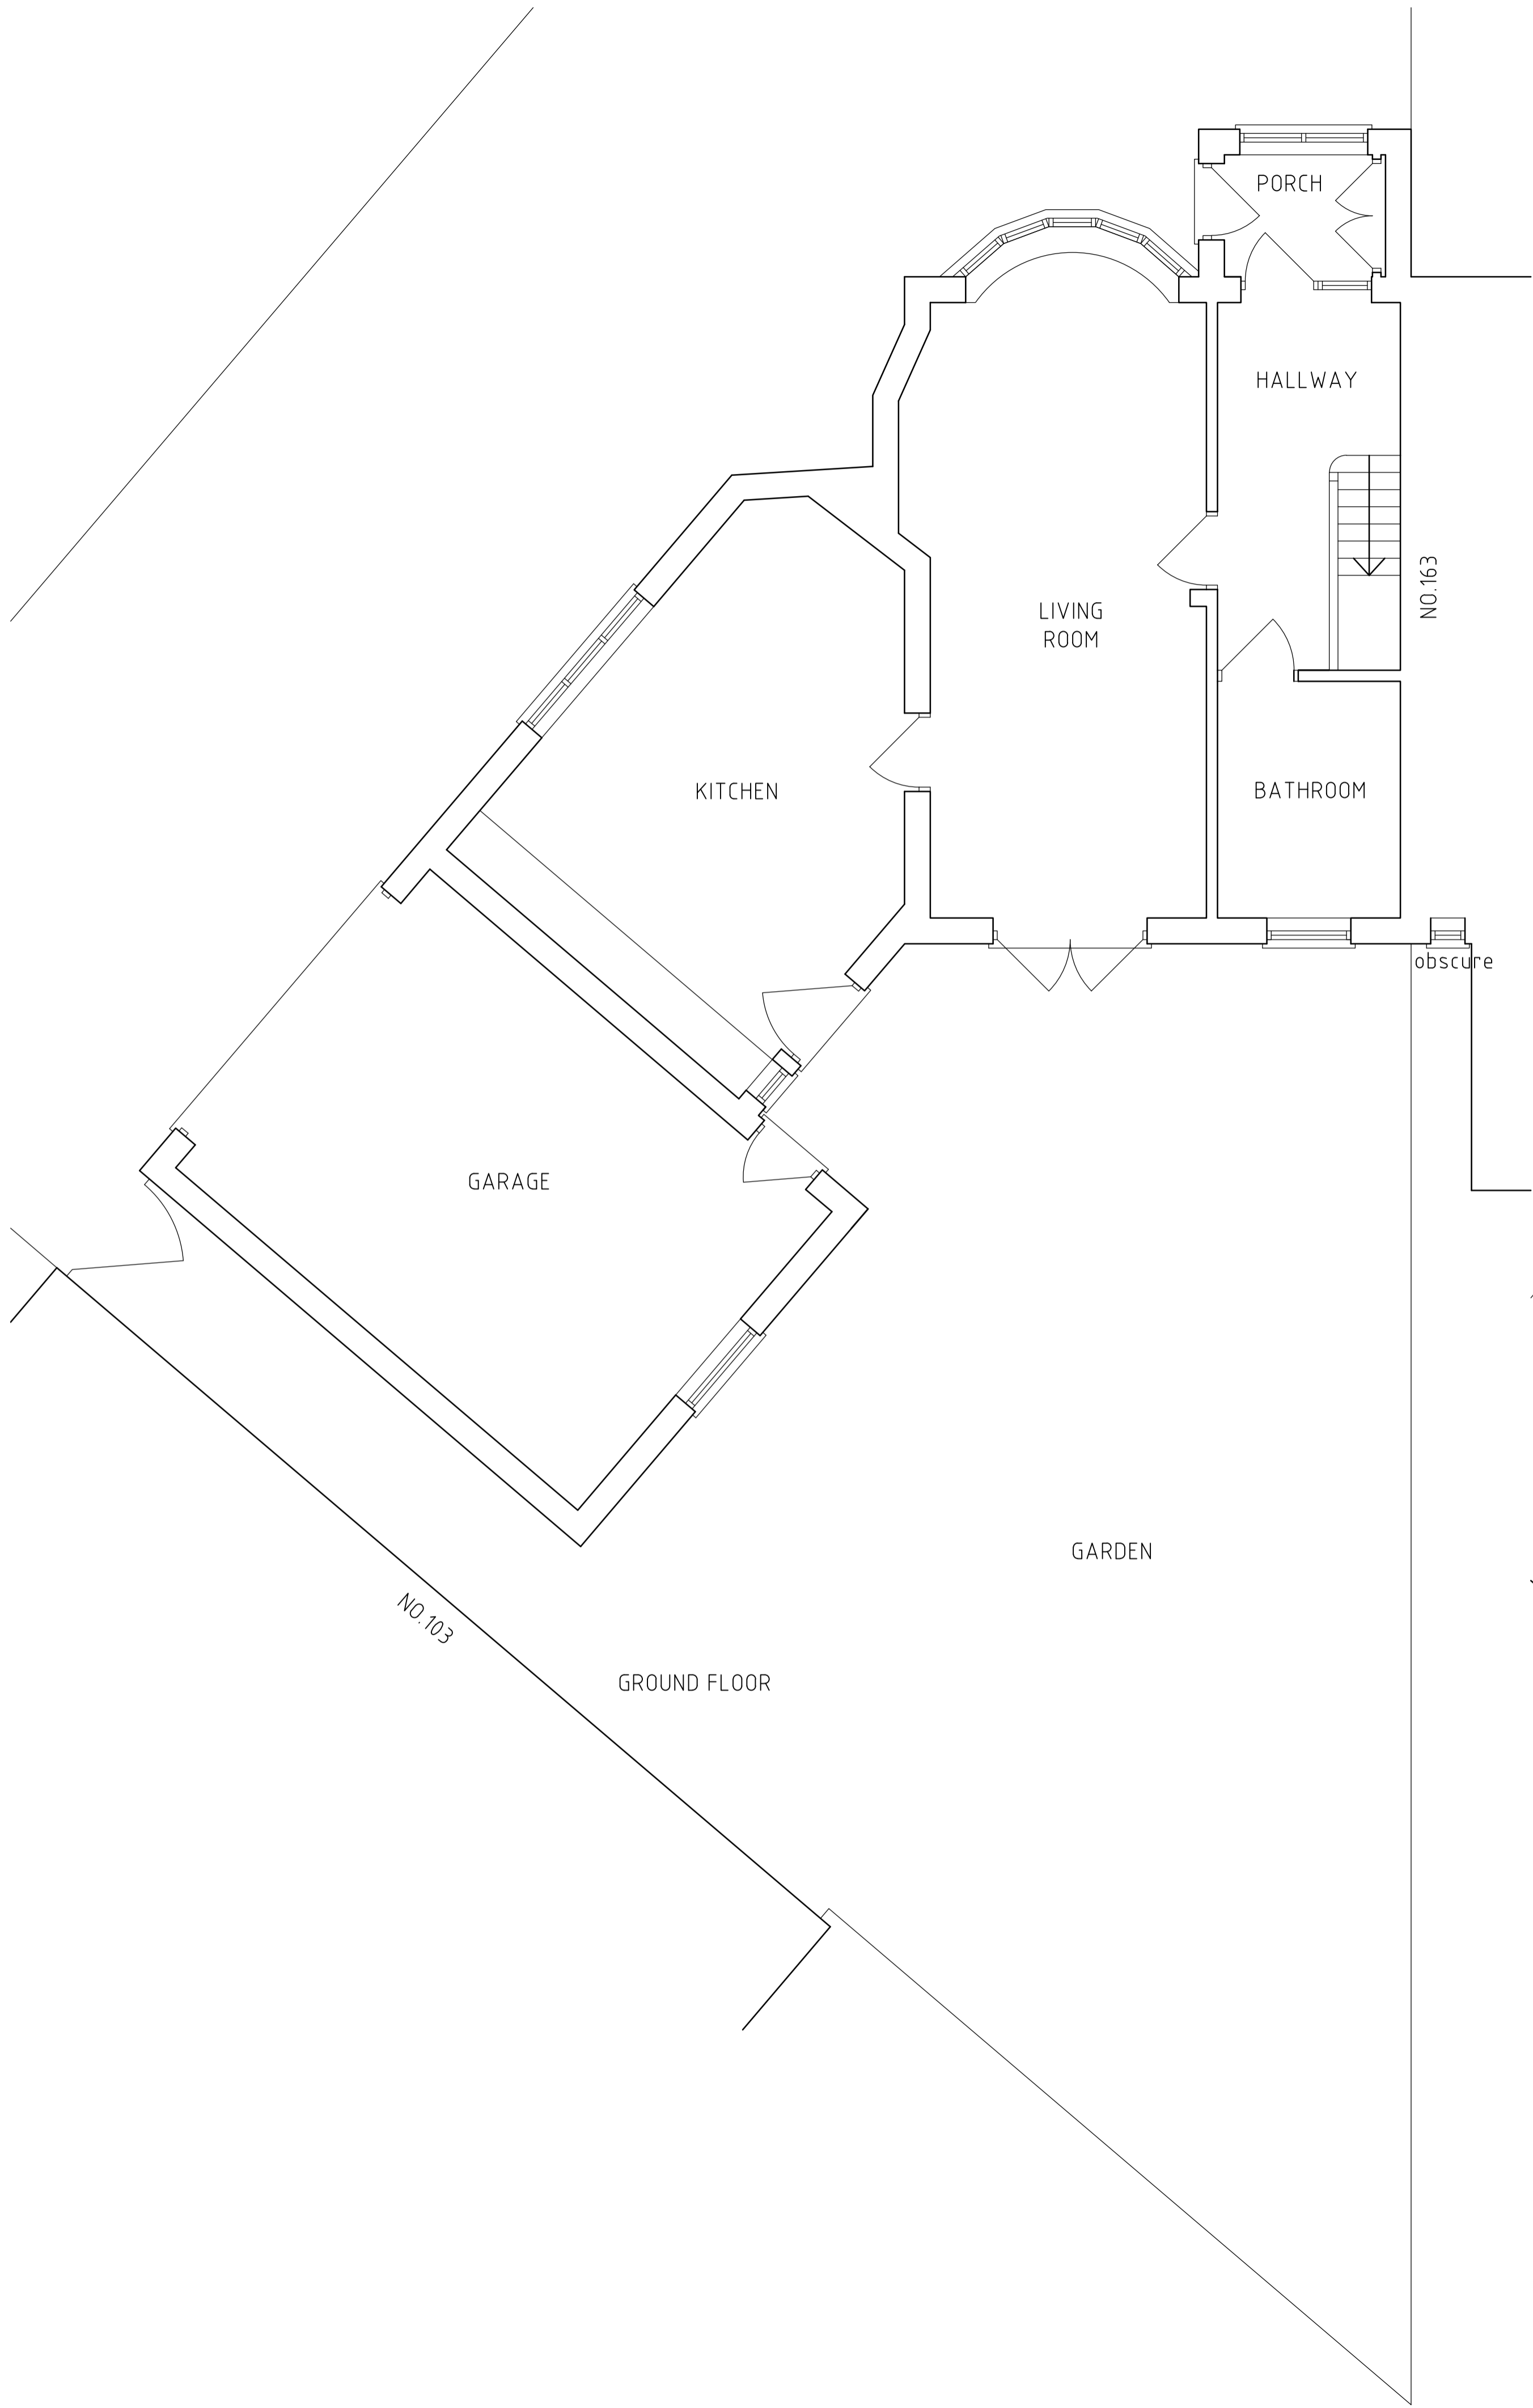 PORCH
HALLWAY
NO.163
LIVING
ROOM
KITCHEN
BATHROOM
obscure
GARAGE
GARDEN
NO.103
GROUND FLOOR